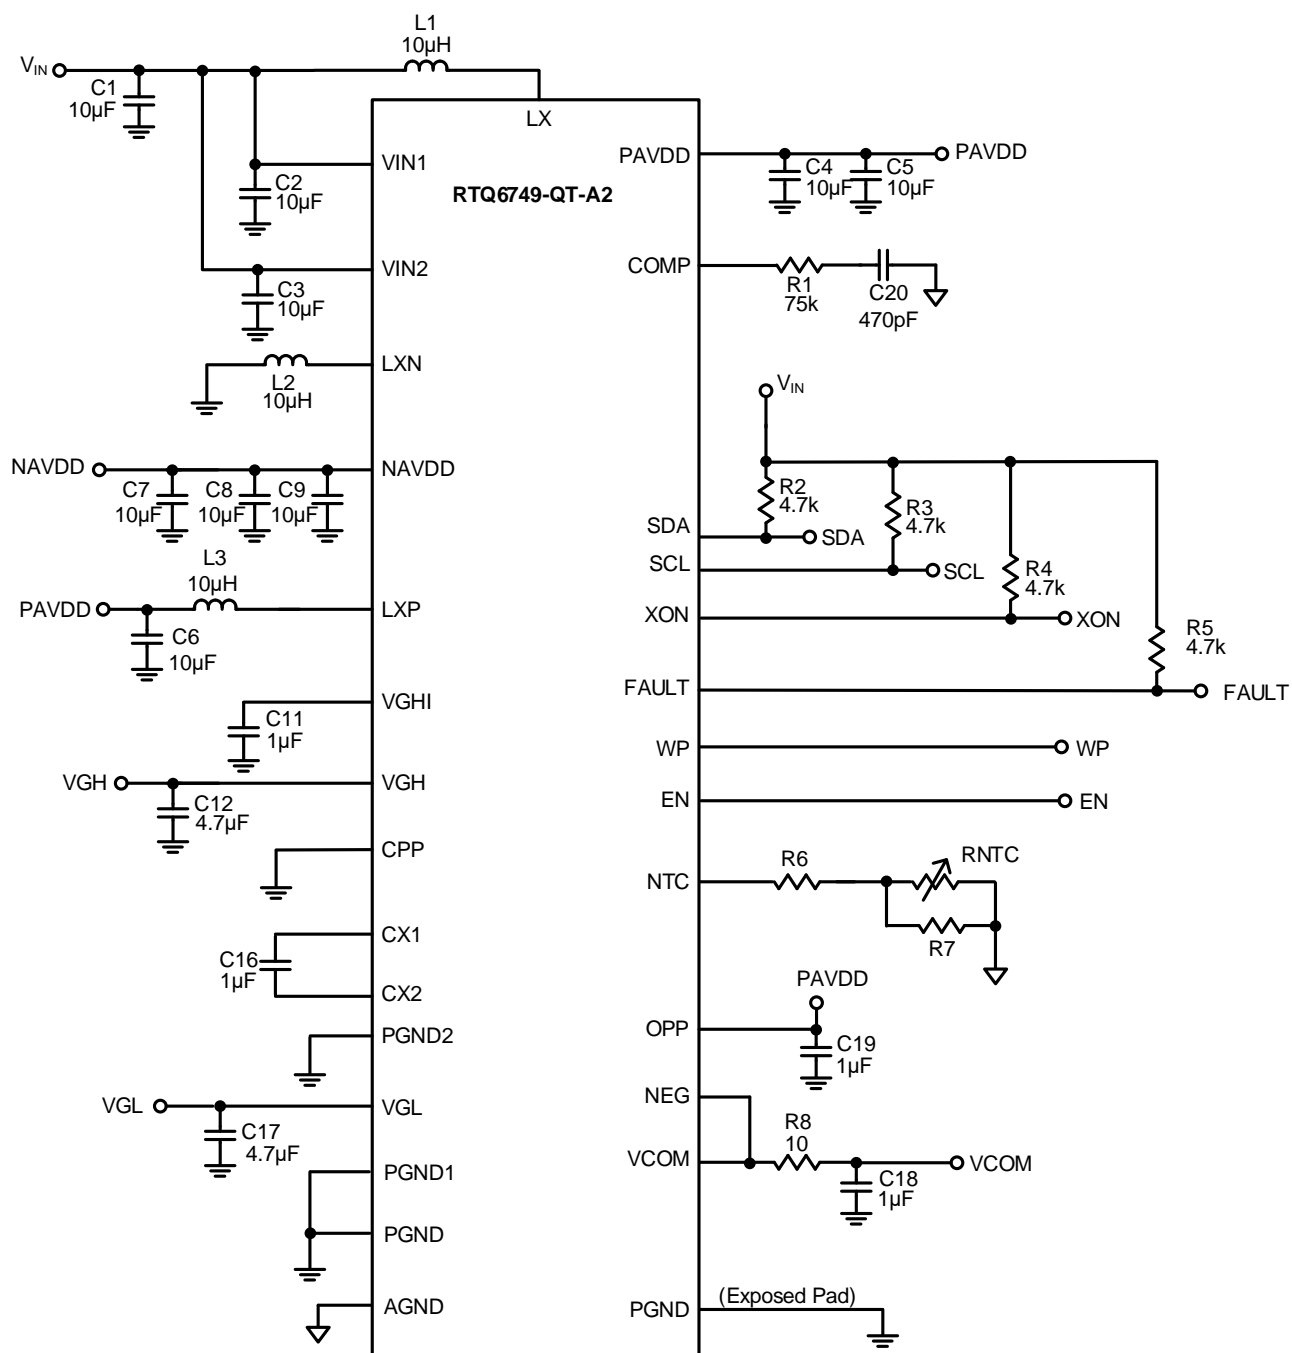 L1
10µH
VIN
C1
10µF
LX
PAVDD
PAVDD
VIN1
C4
10µF
C5
10µF
C2
10µF
RTQ6749-QT-A2
VIN2
COMP
C3
10µF
R1
75k
C20
470pF
LXN
L2
10µH
VIN
NAVDD
NAVDD
C7
10µF
C8
10µF
C9
10µF
R2
4.7k
R3
4.7k
SDA
SDA
SCL
SCL
R4
4.7k
L3
10µH
PAVDD
LXP
XON
XON
C6
10µF
R5
4.7k
FAULT
FAULT
VGHI
C11
1µF
WP
WP
VGH
VGH
C12
4.7µF
EN
EN
CPP
R6
RNTC
NTC
R7
CX1
C16
1µF
CX2
PAVDD
PGND2
OPP
C19
1µF
VGL
VGL
NEG
C17
4.7µF
R8
10
VCOM
VCOM
PGND1
C18
1µF
PGND
AGND
PGND
(Exposed Pad)